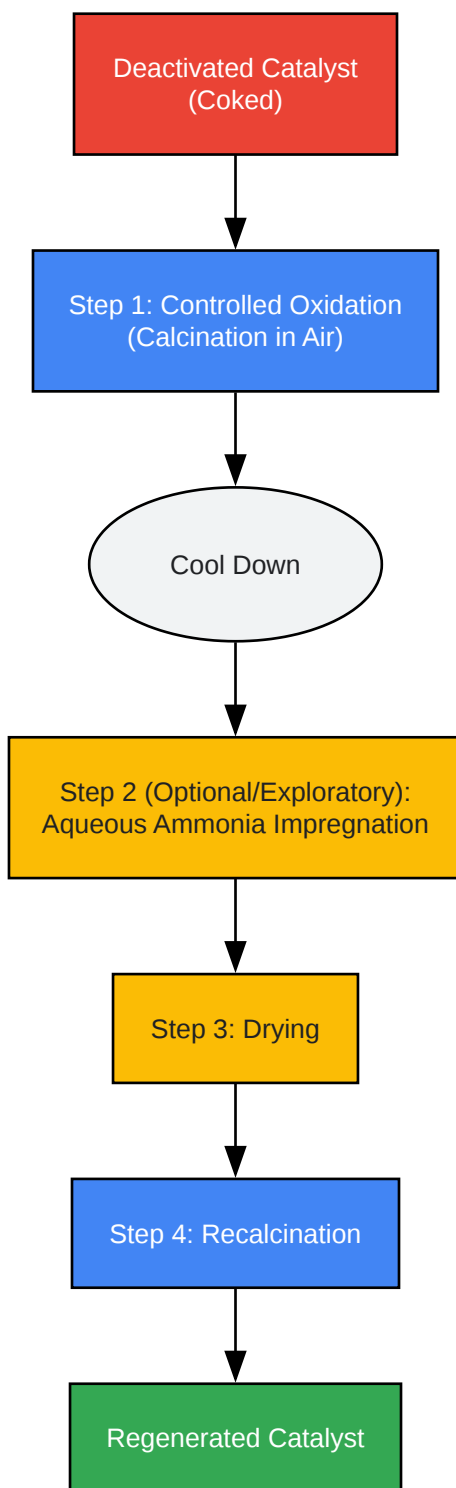 Deactivated Catalyst
(Coked)
Step 1: Controlled Oxidation
(Calcination in Air)
Cool Down
Step 2 (Optional/Exploratory):
Aqueous Ammonia Impregnation
Step 3: Drying
Step 4: Recalcination
Regenerated Catalyst